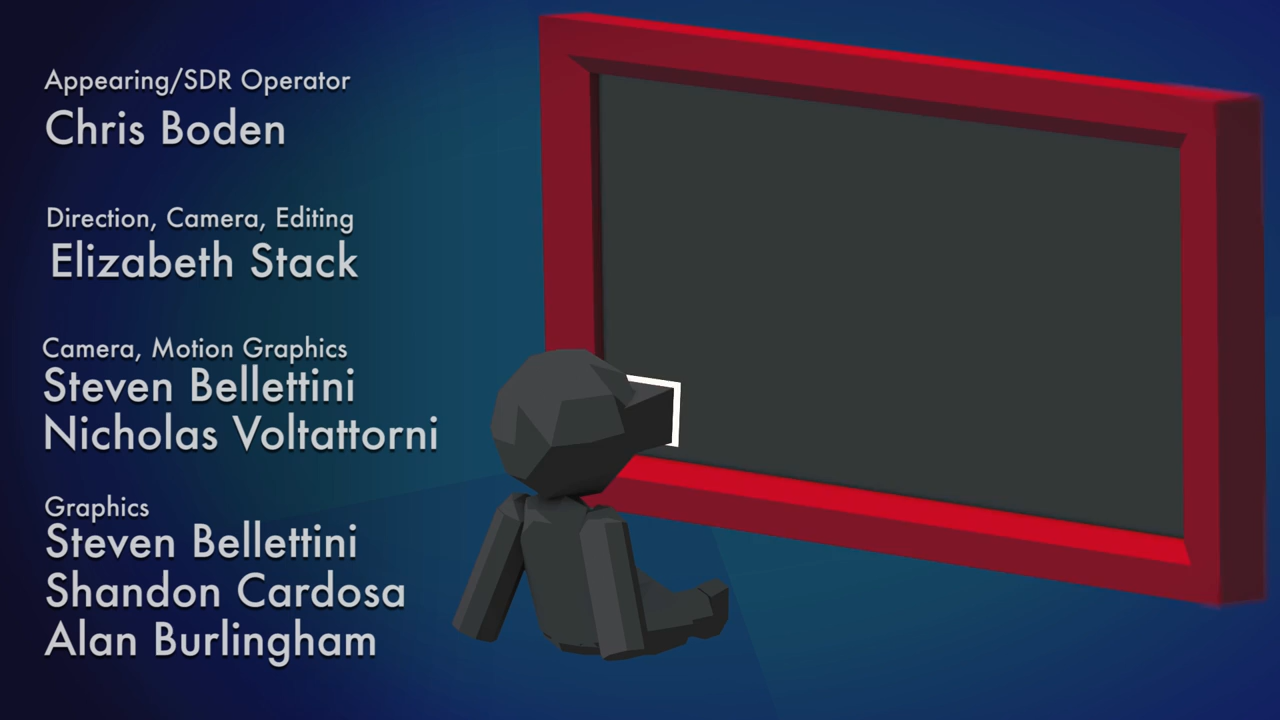 Appearing/SDR Operator
Chris Boden
Direction, Camera, Editing
Elizabeth Stack
Camera, Motion Graphics
Steven Bellettini
Nicholas Voltattorni
Graphics
Steven Bellettini
Shandon Cardosa
Alan Burlingham